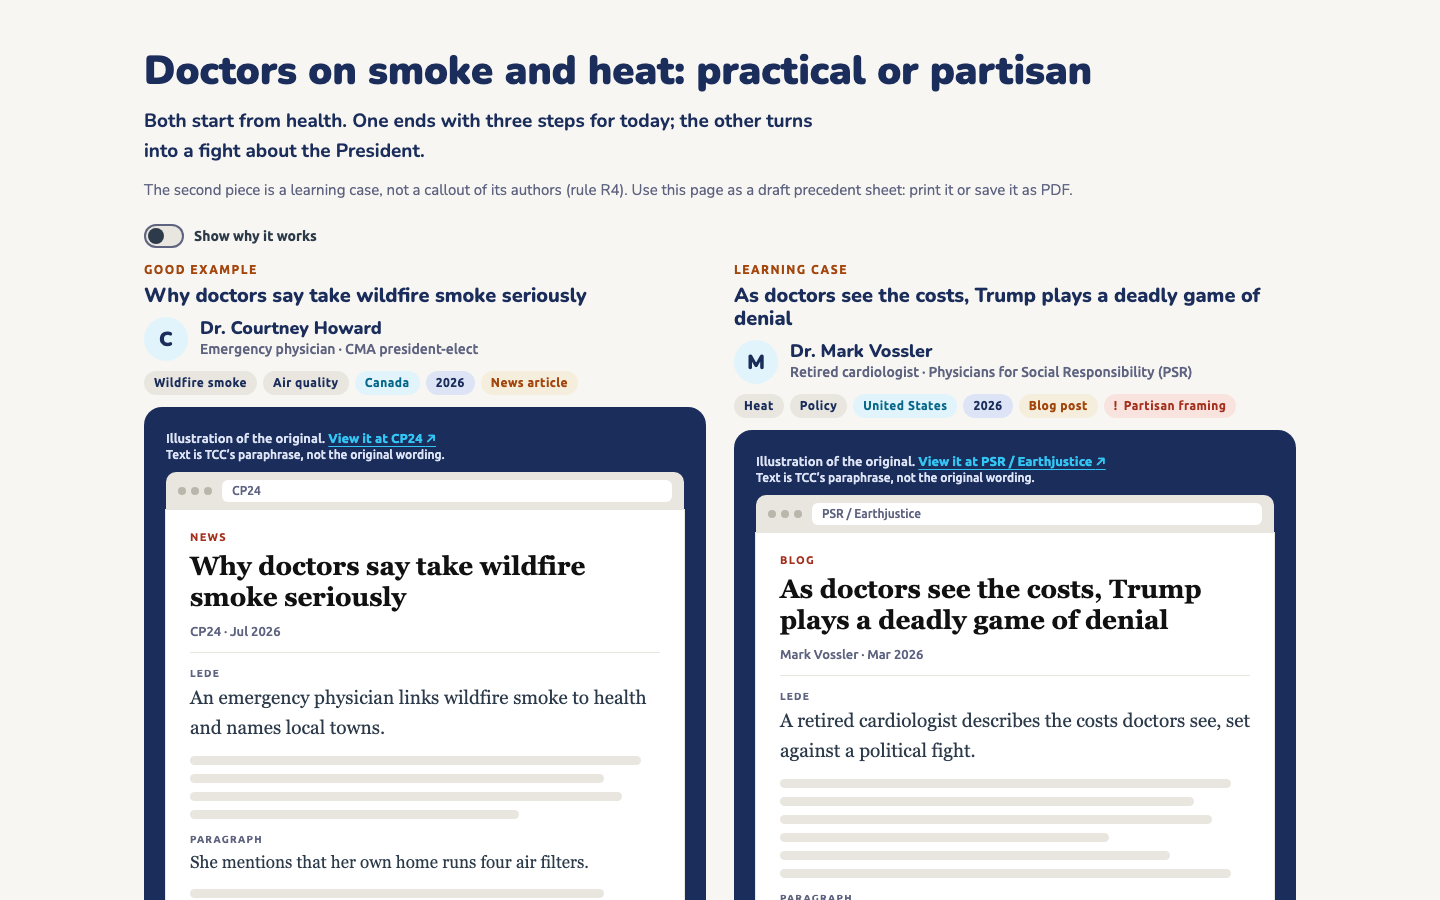 Doctors on smoke and heat: practical or partisan
Both start from health. One ends with three steps for today; the other turns
into a fight about the President.
The second piece is a learning case, not a callout of its authors (rule R4). Use this page as a draft precedent sheet: print it or save it as PDF.
Show why it works
GOOD EXAMPLE
Why doctors say take wildfire smoke seriously
C
Dr. Courtney Howard
Emergency physician · CMA president-elect
Wildfire smoke
Air quality
Canada
2026
News article
Illustration of the original. View it at CP24 ↗
Text is TCC's paraphrase, not the original wording.
CP24
NEWS
Why doctors say take wildfire
smoke seriously
CP24 · Jul 2026
LEDE
An emergency physician links wildfire smoke to health
and names local towns.
PARAGRAPH
She mentions that her own home runs four air filters.
LEARNING CASE
As doctors see the costs, Trump plays a deadly game of
denial
M
Dr. Mark Vossler
Retired cardiologist · Physicians for Social Responsibility (PSR)
Heat
Policy
United States
2026
Blog post
! Partisan framing
Illustration of the original. View it at PSR / Earthjustice ↗
Text is TCC's paraphrase, not the original wording.
PSR / Earthjustice
BLOG
As doctors see the costs, Trump
plays a deadly game of denial
Mark Vossler · Mar 2026
LEDE
A retired cardiologist describes the costs doctors see, set
against a political fight.
PARAGRAPH